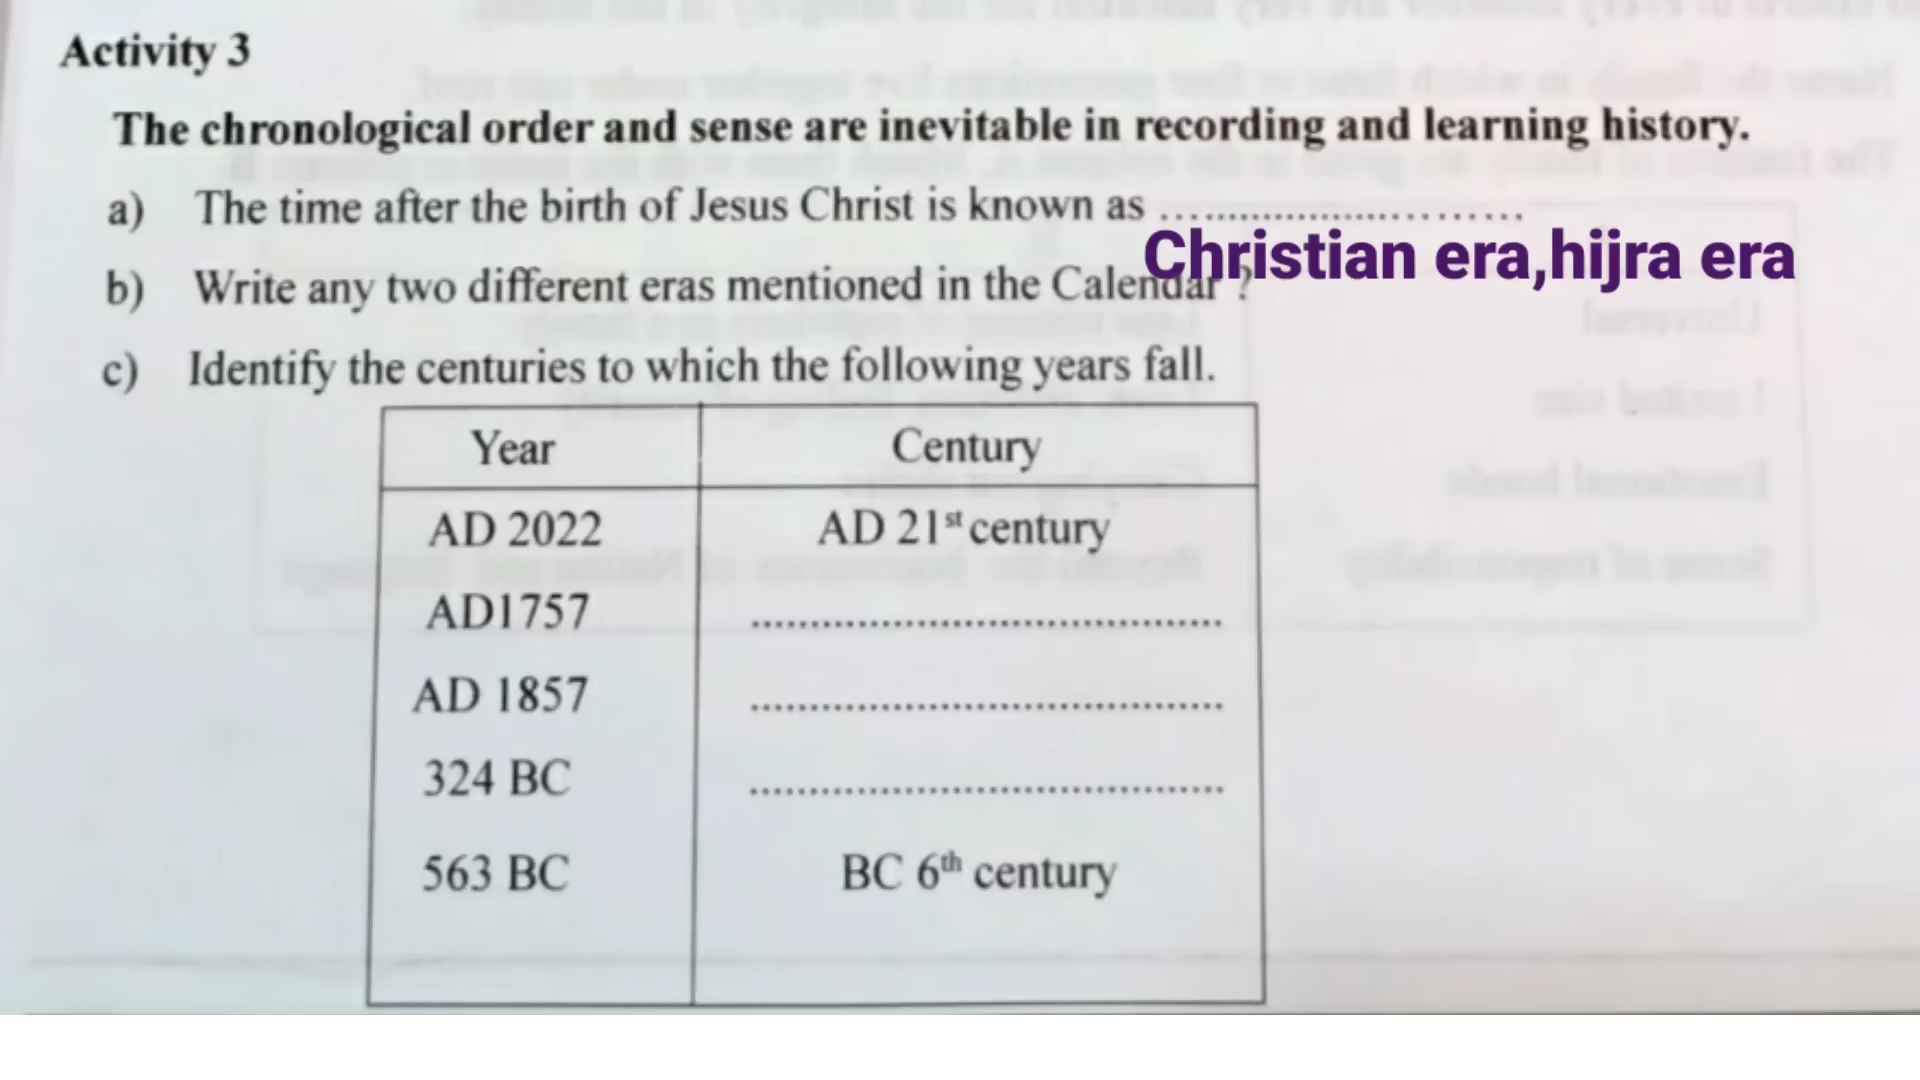 Activity 3
The chronological order and sense are inevitable in recording and learning history.
a) The time after the birth of Jesus Christ is known as ............................
Christian era,hijra era
b) Write any two different eras mentioned in the Calendar ?
c) Identify the centuries to which the following years fall.
Year Century
AD 2022 AD 21st century
AD1757 ........................................
AD 1857 ........................................
324 BC ........................................
563 BC BC 6th century